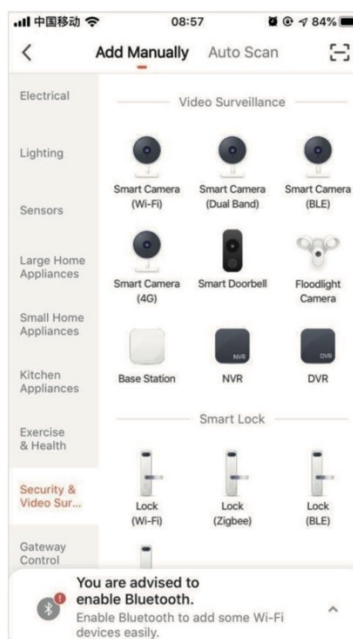 中国移动 08:57 84%
Add Manually Auto Scan
Electrical
Lighting
Sensors
Large Home
Appliances
Small Home
Appliances
Kitchen
Appliances
Exercise
& Health
Security &
Video Sur...
Gateway
Control
Video Surveillance
Smart Camera
(Wi-Fi)
Smart Camera
(Dual Band)
Smart Camera
(BLE)
Smart Camera
(4G)
Smart Doorbell
Floodlight
Camera
Base Station
NVR
NVR
DVR
DVR
Smart Lock
Lock
(Wi-Fi)
Lock
(Zigbee)
Lock
(BLE)
You are advised to
enable Bluetooth.
Enable Bluetooth to add some Wi-Fi
devices easily.